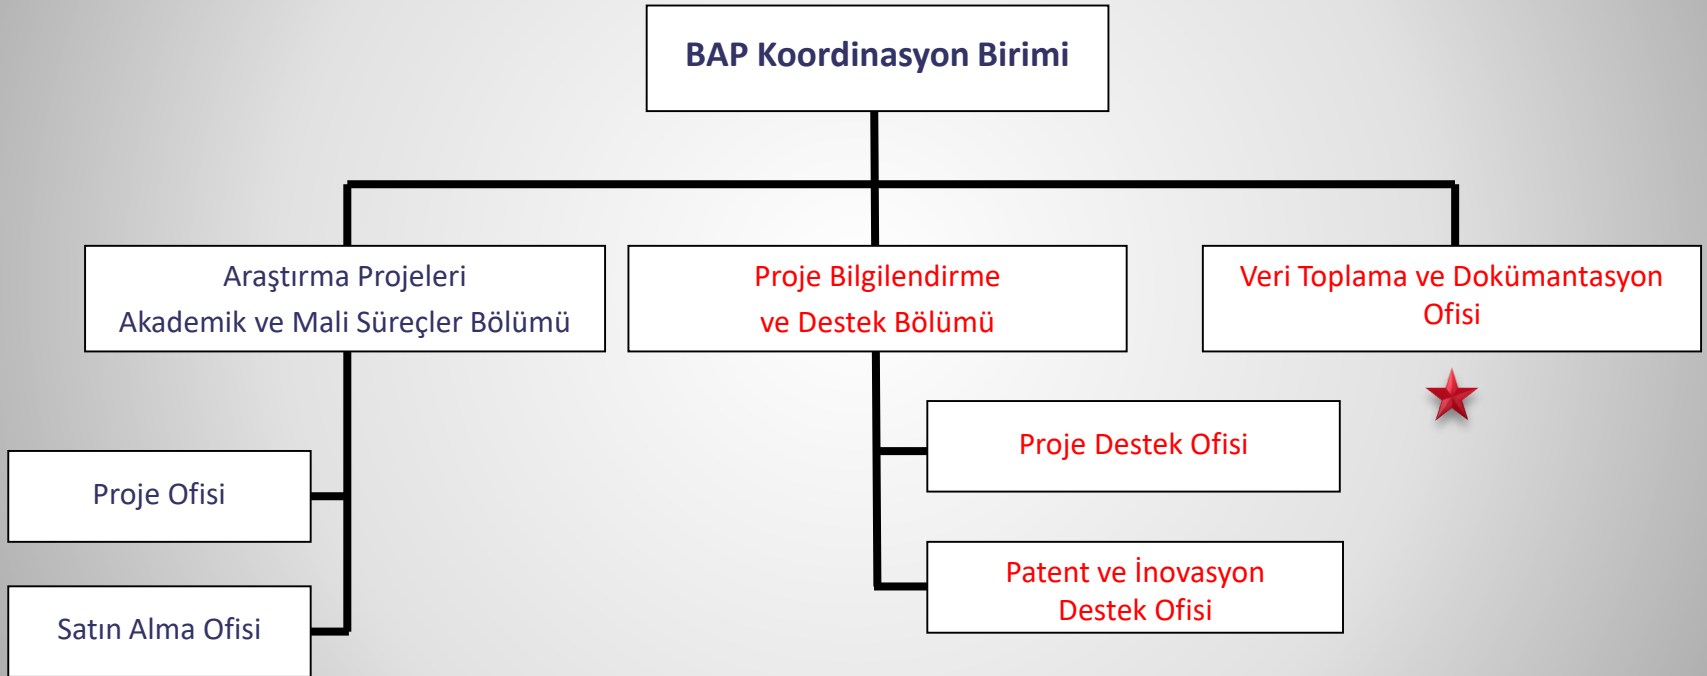 BAP Koordinasyon Birimi
Araştırma Projeleri
Akademik ve Mali Süreçler Bölümü
Proje Bilgilendirme
ve Destek Bölümü
Veri Toplama ve Dokümantasyon
Ofisi
Proje Ofisi
Satın Alma Ofisi
Proje Destek Ofisi
Patent ve İnovasyon
Destek Ofisi